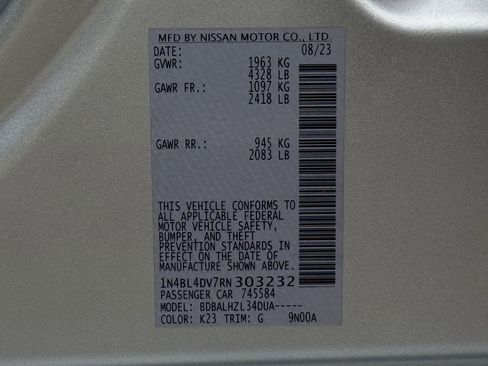 MFD BY NISSAN MOTOR CO., LTD.
DATE: 08/23
GVWR: 1963 KG
4328 LB
GAWR FR.: 1097 KG
2418 LB
GAWR RR.: 945 KG
2083 LB
THIS VEHICLE CONFORMS TO
ALL APPLICABLE FEDERAL
MOTOR VEHICLE SAFETY,
BUMPER, AND THEFT
PREVENTION STANDARDS IN
EFFECT ON THE DATE OF
MANUFACTURE SHOWN ABOVE.
1N4BL4DV7RN303232
PASSENGER CAR 745584
MODEL: BDBALHZL34DUA-----
COLOR: K23 TRIM: G 9N00A